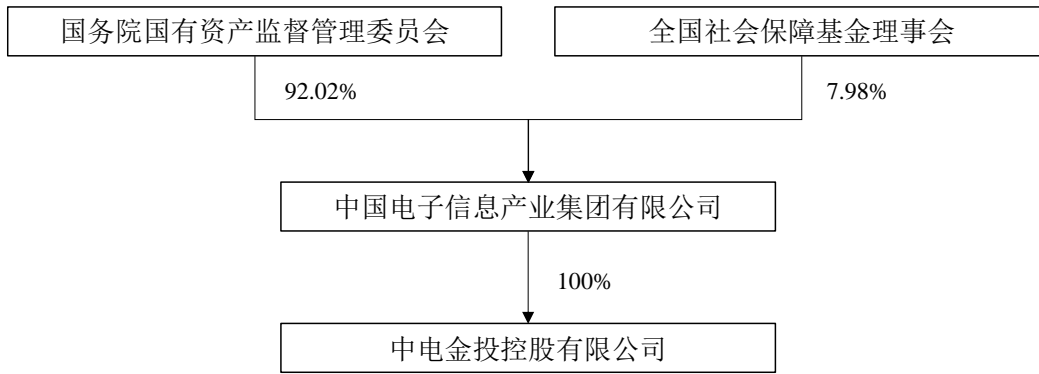 国务院国有资产监督管理委员会
全国社会保障基金理事会
92.02%
7.98%
中国电子信息产业集团有限公司
100%
中电金投控股有限公司